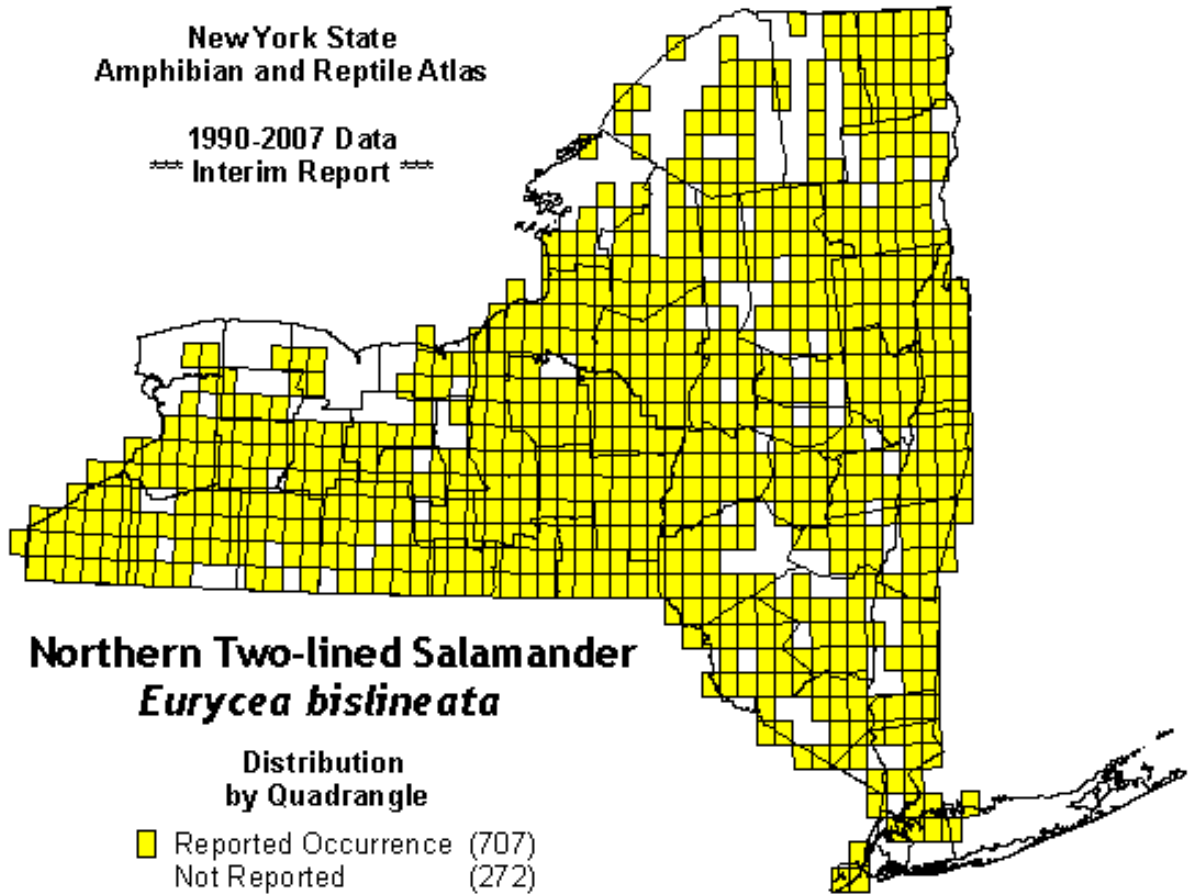 New York State
Amphibian and Reptile Atlas
1990-2007 Data
*** Interim Report ***
Northern Two-lined Salamander
Eurycea bislineata
Distribution
by Quadrangle
Reported Occurrence (707)
Not Reported (272)